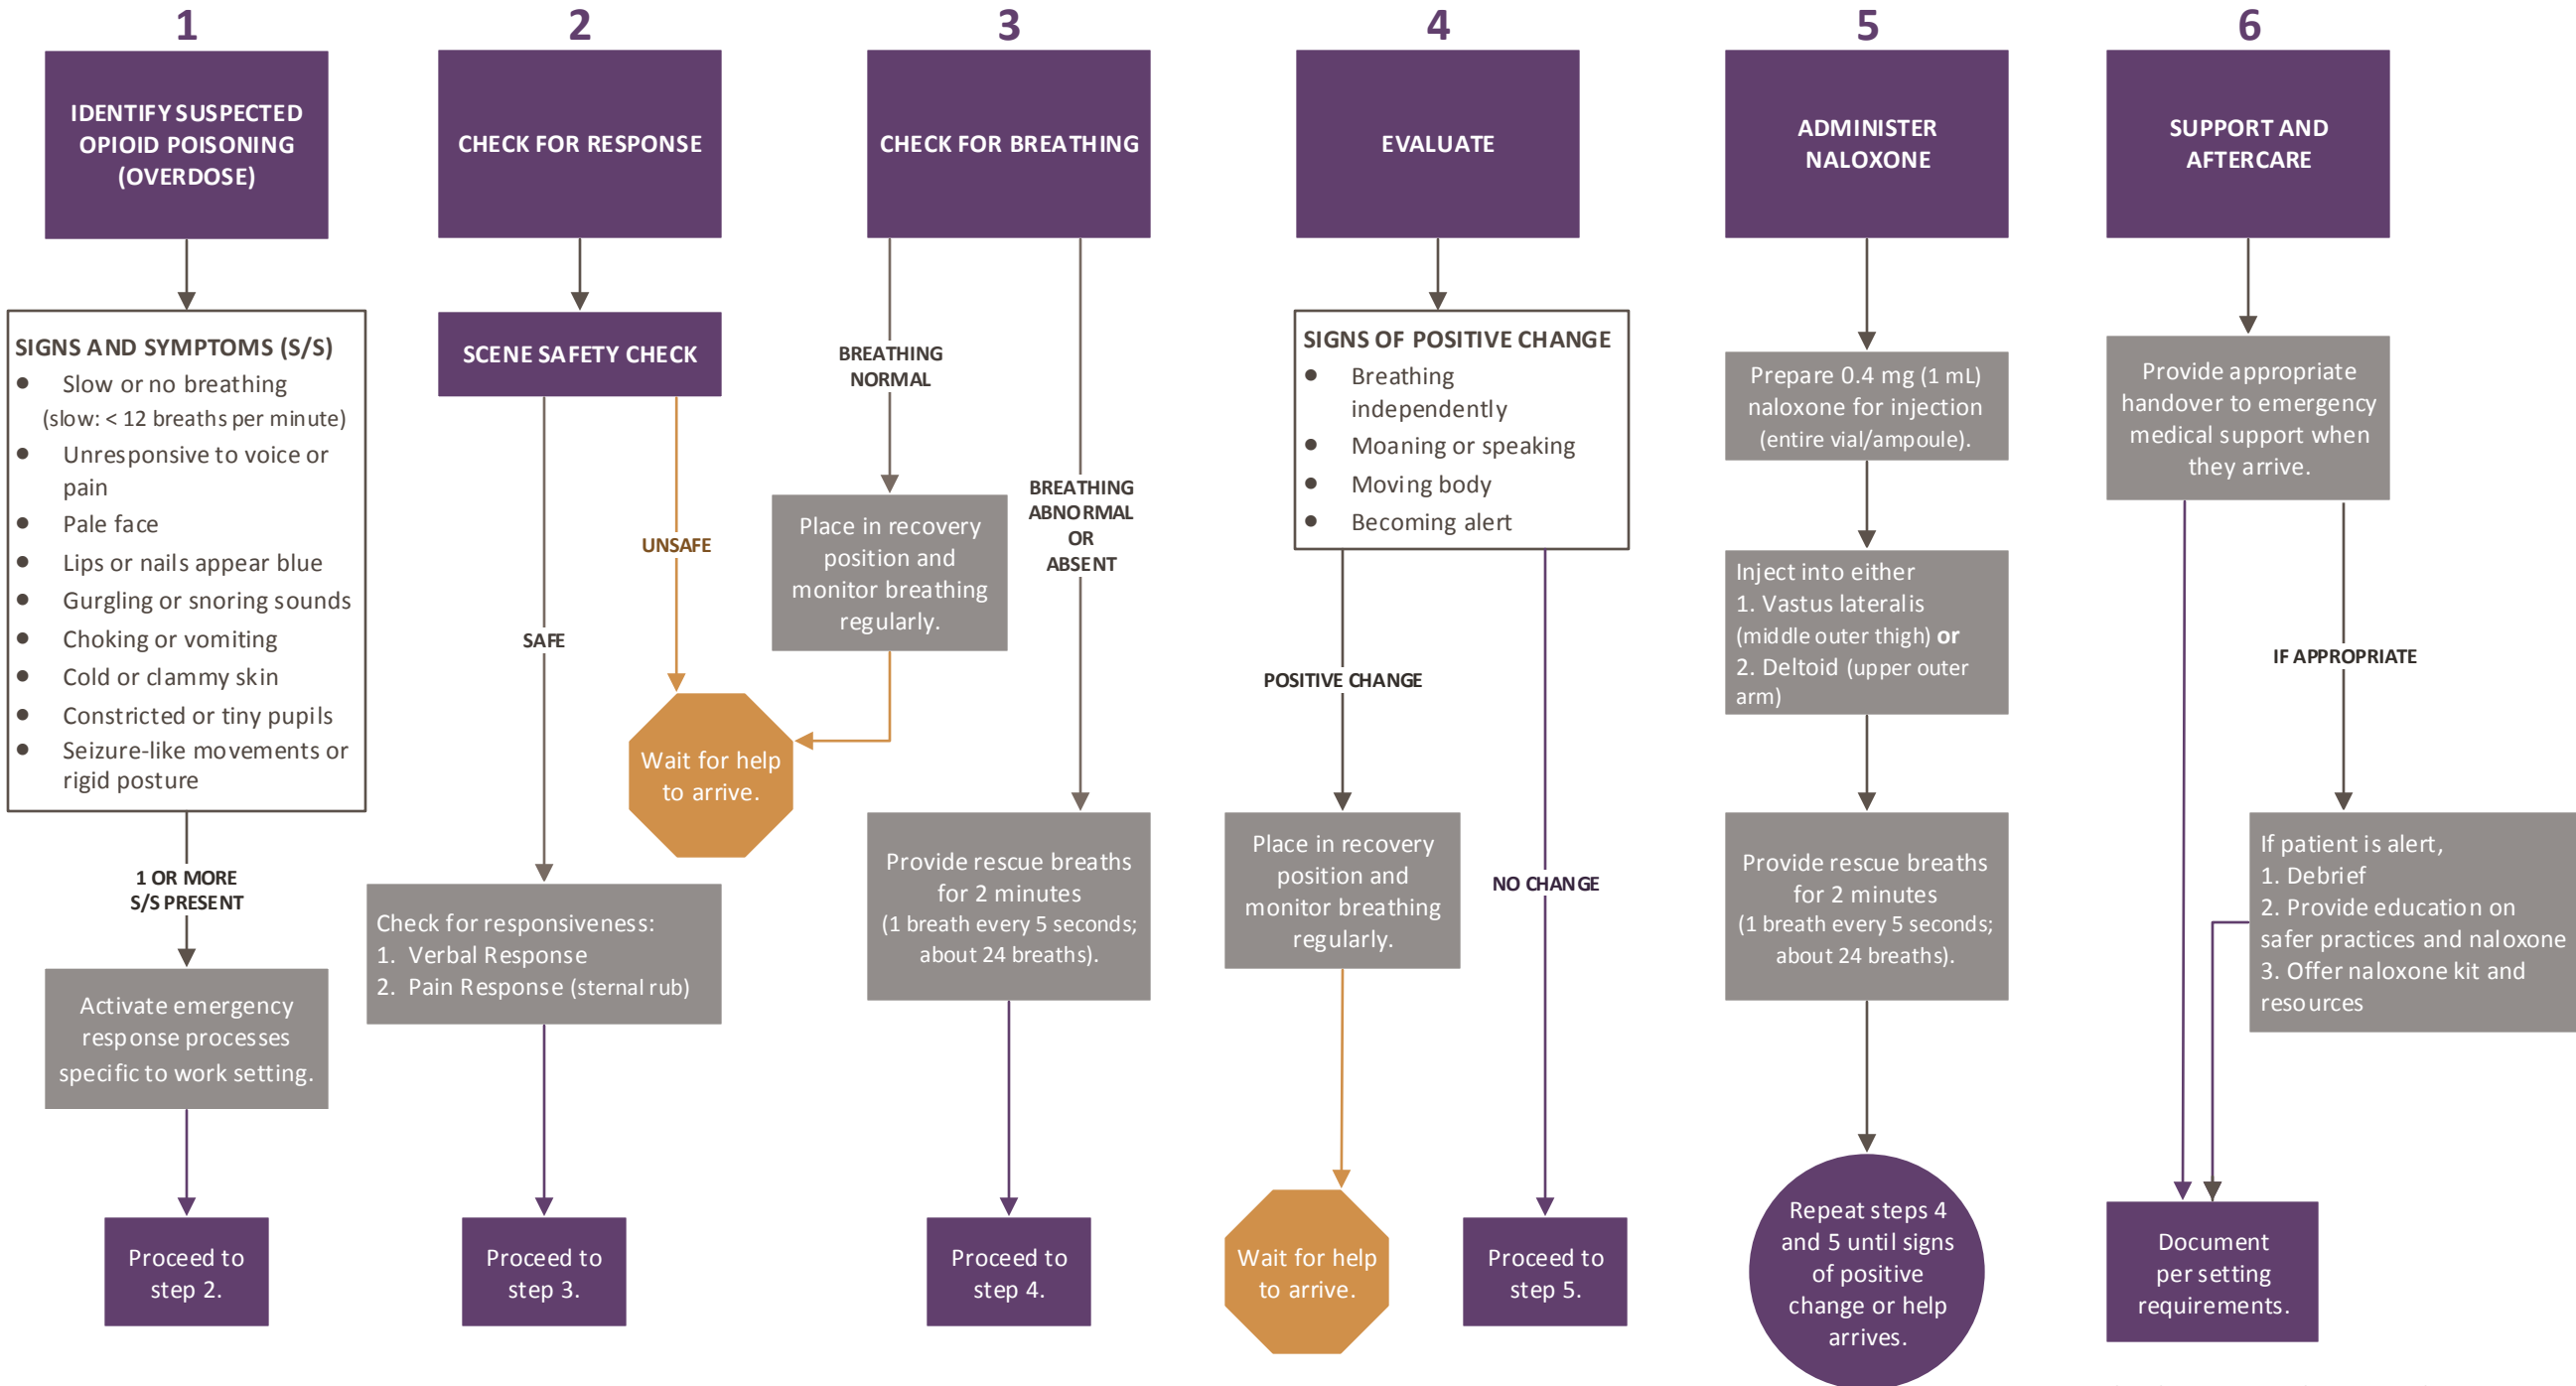 1
IDENTIFY SUSPECTED
OPIOID POISONING
(OVERDOSE)
SIGNS AND SYMPTOMS (S/S)
● Slow or no breathing
(slow: < 12 breaths per minute)
● Unresponsive to voice or
pain
● Pale face
● Lips or nails appear blue
● Gurgling or snoring sounds
● Choking or vomiting
● Cold or clammy skin
● Constricted or tiny pupils
● Seizure-like movements or
rigid posture
1 OR MORE
S/S PRESENT
Activate emergency
response processes
specific to work setting.
Proceed to
step 2.
2
CHECK FOR RESPONSE
SCENE SAFETY CHECK
SAFE
UNSAFE
Wait for help
to arrive.
Check for responsiveness:
1. Verbal Response
2. Pain Response (sternal rub)
Proceed to
step 3.
3
CHECK FOR BREATHING
BREATHING
NORMAL
Place in recovery
position and
monitor breathing
regularly.
BREATHING
ABNORMAL
OR
ABSENT
Provide rescue breaths
for 2 minutes
(1 breath every 5 seconds;
about 24 breaths).
Proceed to
step 4.
4
EVALUATE
SIGNS OF POSITIVE CHANGE
● Breathing
independently
● Moaning or speaking
● Moving body
● Becoming alert
POSITIVE CHANGE
Place in recovery
position and
monitor breathing
regularly.
Wait for help
to arrive.
NO CHANGE
Proceed to
step 5.
5
ADMINISTER
NALOXONE
Prepare 0.4 mg (1 mL)
naloxone for injection
(entire vial/ampoule).
Inject into either
1. Vastus lateralis
(middle outer thigh) or
2. Deltoid (upper outer
arm)
Provide rescue breaths
for 2 minutes
(1 breath every 5 seconds;
about 24 breaths).
Repeat steps 4
and 5 until signs
of positive
change or help
arrives.
6
SUPPORT AND
AFTERCARE
Provide appropriate
handover to emergency
medical support when
they arrive.
IF APPROPRIATE
If patient is alert,
1. Debrief
2. Provide education on
safer practices and naloxone
3. Offer naloxone kit and
resources
Document
per setting
requirements.